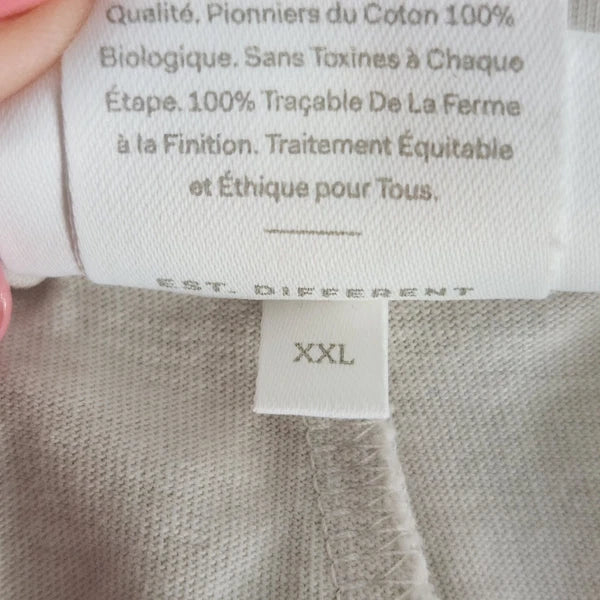 Qualité, Pionniers du Coton 100%
Biologique. Sans Toxines à Chaque
Étape. 100% Traçable De La Ferme
à la Finition. Traitement Équitable
et Éthique pour Tous.
EST. DIFFERENT
XXL